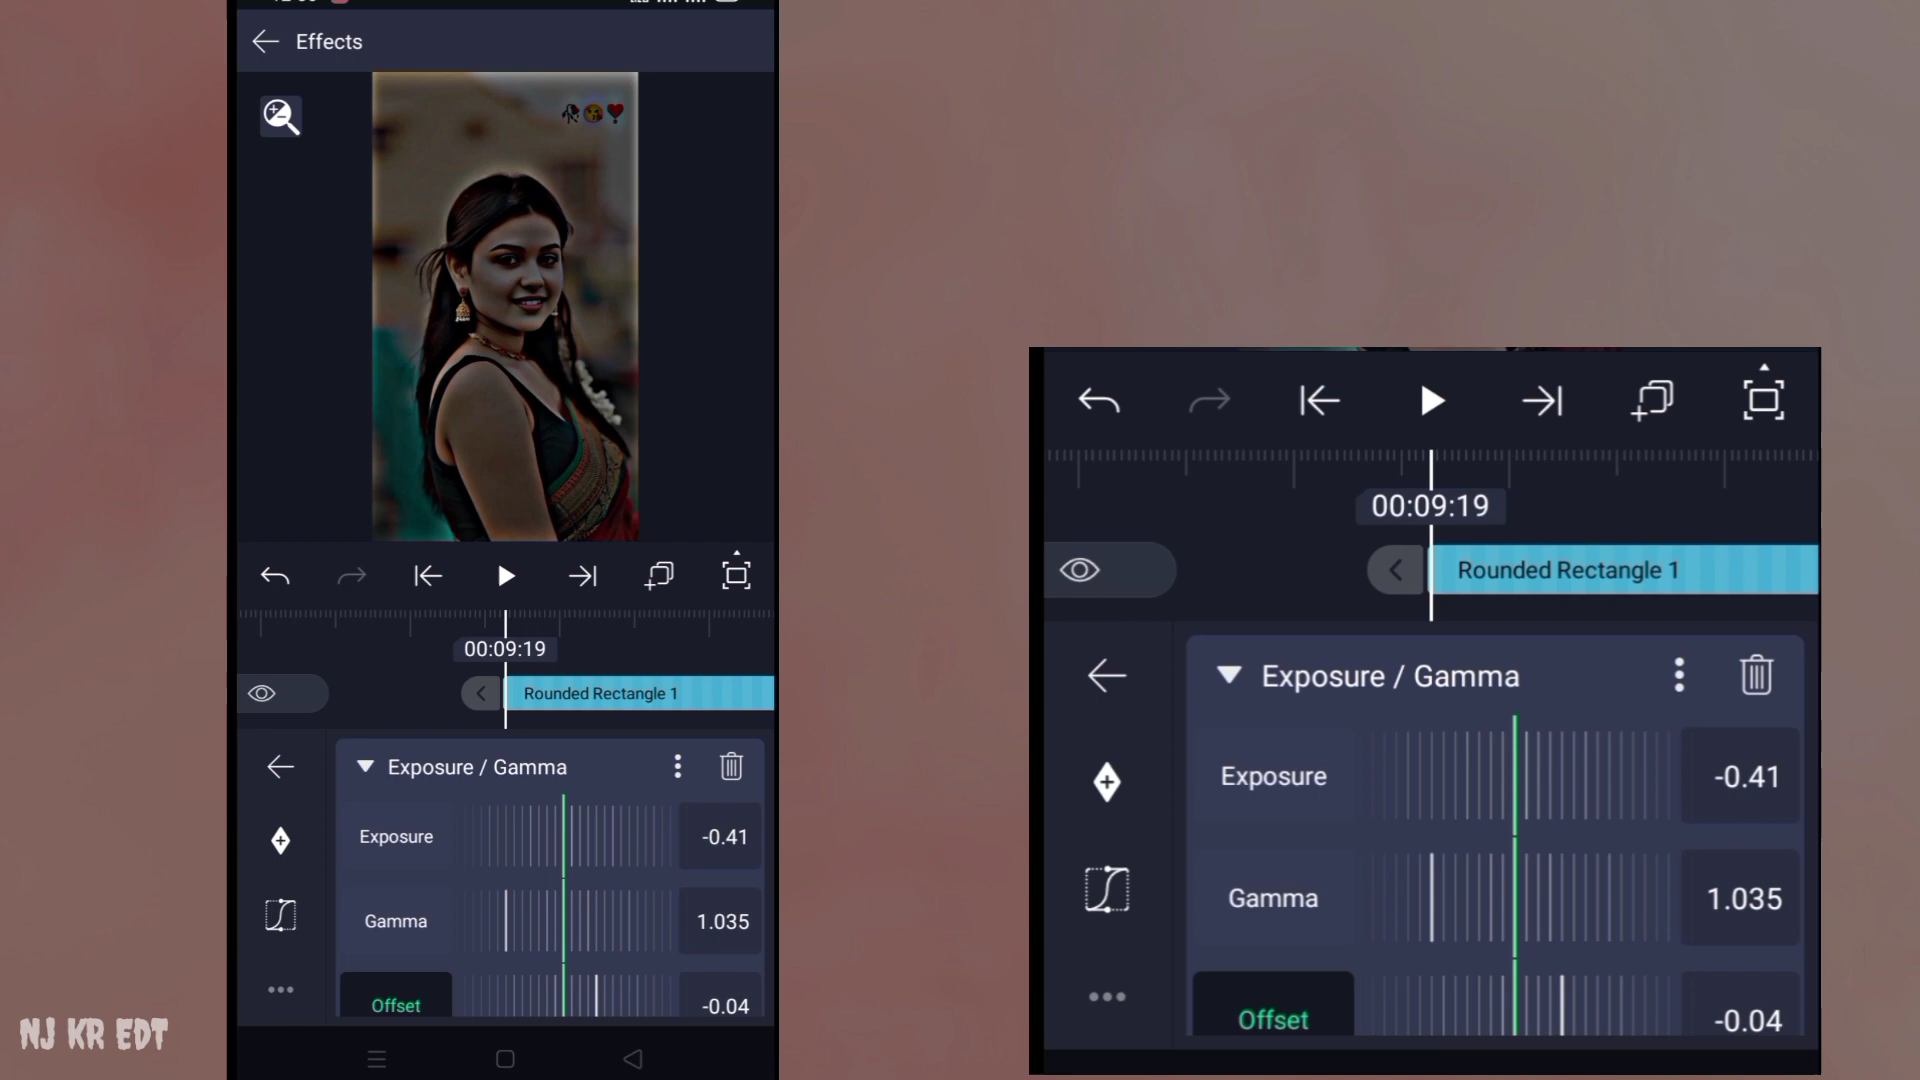 Effects
00:09:19
Rounded Rectangle 1
Exposure / Gamma
Exposure
-0.41
Gamma
1.035
Offset
-0.04
00:09:19
Rounded Rectangle 1
Exposure / Gamma
Exposure
-0.41
Gamma
1.035
Offset
-0.04
NJ KR EDT